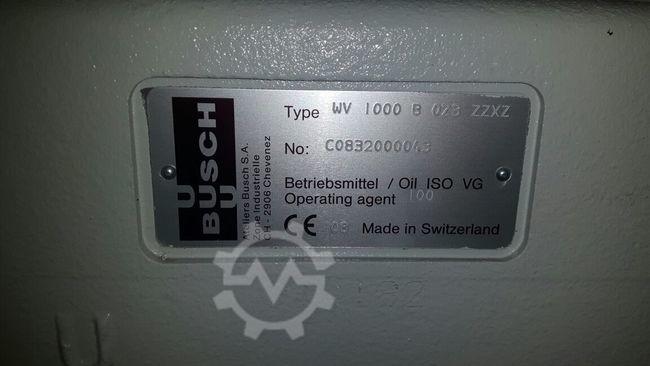 BUSCH
Ateliers Busch S.A.
Zone Industrielle
CH - 2906 Chevenez
Type WV 1000 B 0Z3 ZZXZ
No: C0832000043
Betriebsmittel / Oil ISO VG
Operating agent 100
CE 08 Made in Switzerland